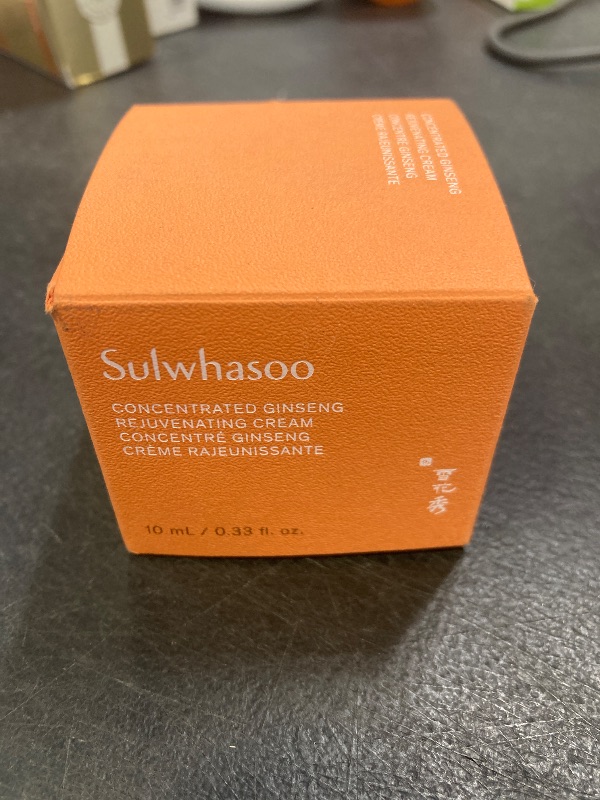 CONCENTRATED GINSENG
REJUVENATING CREAM
CONCENTRÉ GINSENG
CRÈME RAJEUNISSANTE
Sulwhasoo
CONCENTRATED GINSENG
REJUVENATING CREAM
CONCENTRÉ GINSENG
CRÈME RAJEUNISSANTE
雪花秀
10 mL / 0.33 fl. oz.